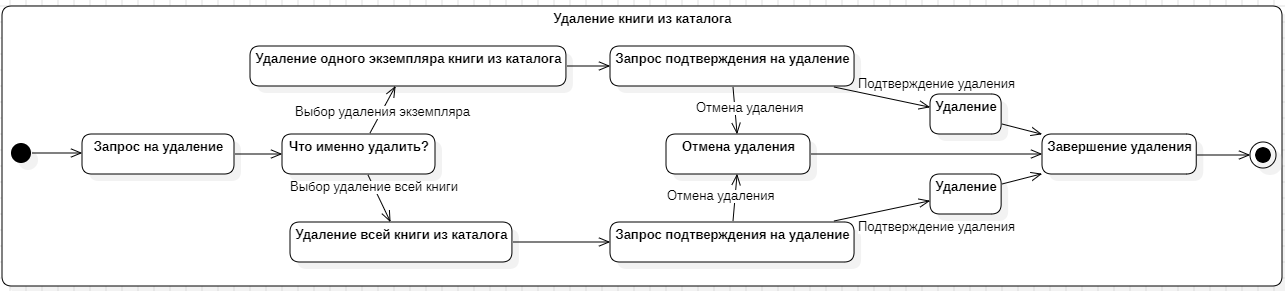 Удаление книги из каталога
Удаление одного экземпляра книги из каталога
Запрос подтверждения на удаление
Подтверждение удаления
Выбор удаления экземпляра
Отмена удаления
Удаление
Запрос на удаление
Что именно удалить?
Отмена удаления
Завершение удаления
Выбор удаление всей книги
Отмена удаления
Удаление
Удаление всей книги из каталога
Запрос подтверждения на удаление
Подтверждение удаления